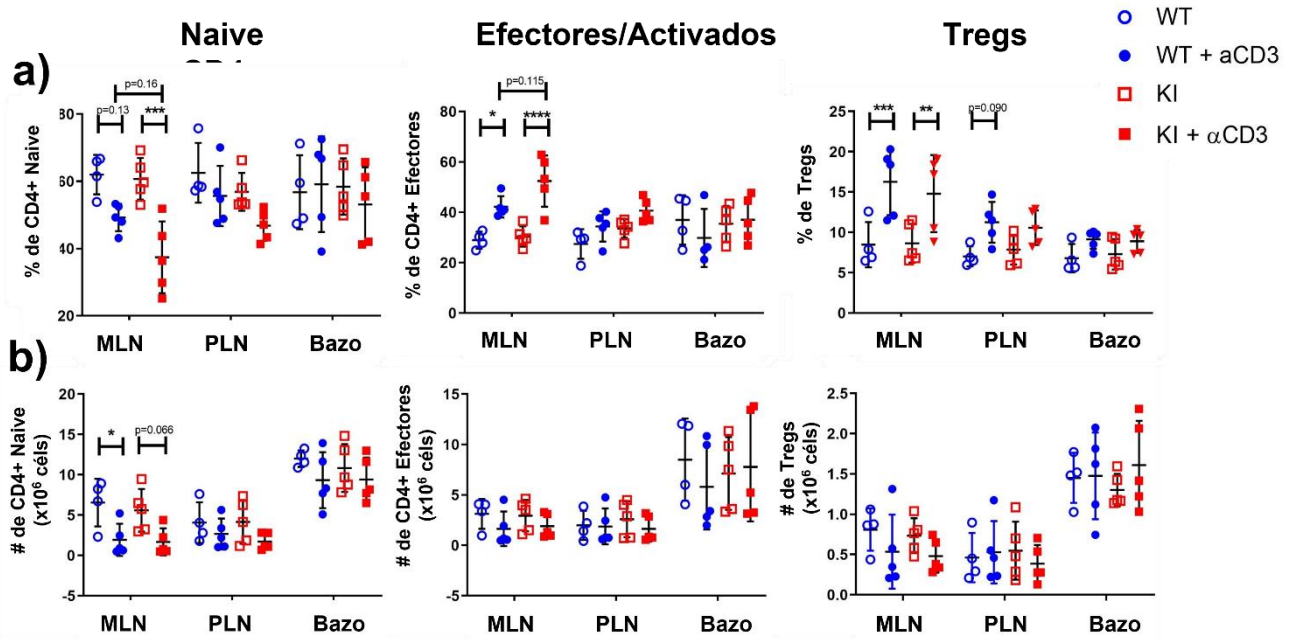 Naive
Efectores/Activados
Tregs
WT
WT + aCD3
KI
KI + αCD3
a)
% de CD4+ Naive
80
60
40
20
p=0.13
p=0.16
***
MLN PLN Bazo
% de CD4+ Efectores
80
60
40
20
0
*
p=0.115
****
MLN PLN Bazo
% de Tregs
25
20
15
10
5
0
***
**
p=0.090
MLN PLN Bazo
b)
# de CD4+ Naive
(x10⁶ céls)
20
15
10
5
0
-5
*
p=0.066
MLN PLN Bazo
# de CD4+ Efectores
(x10⁶ céls)
15
10
5
0
-5
MLN PLN Bazo
# de Tregs
(x10⁶ céls)
2.5
2.0
1.5
1.0
0.5
0.0
MLN PLN Bazo